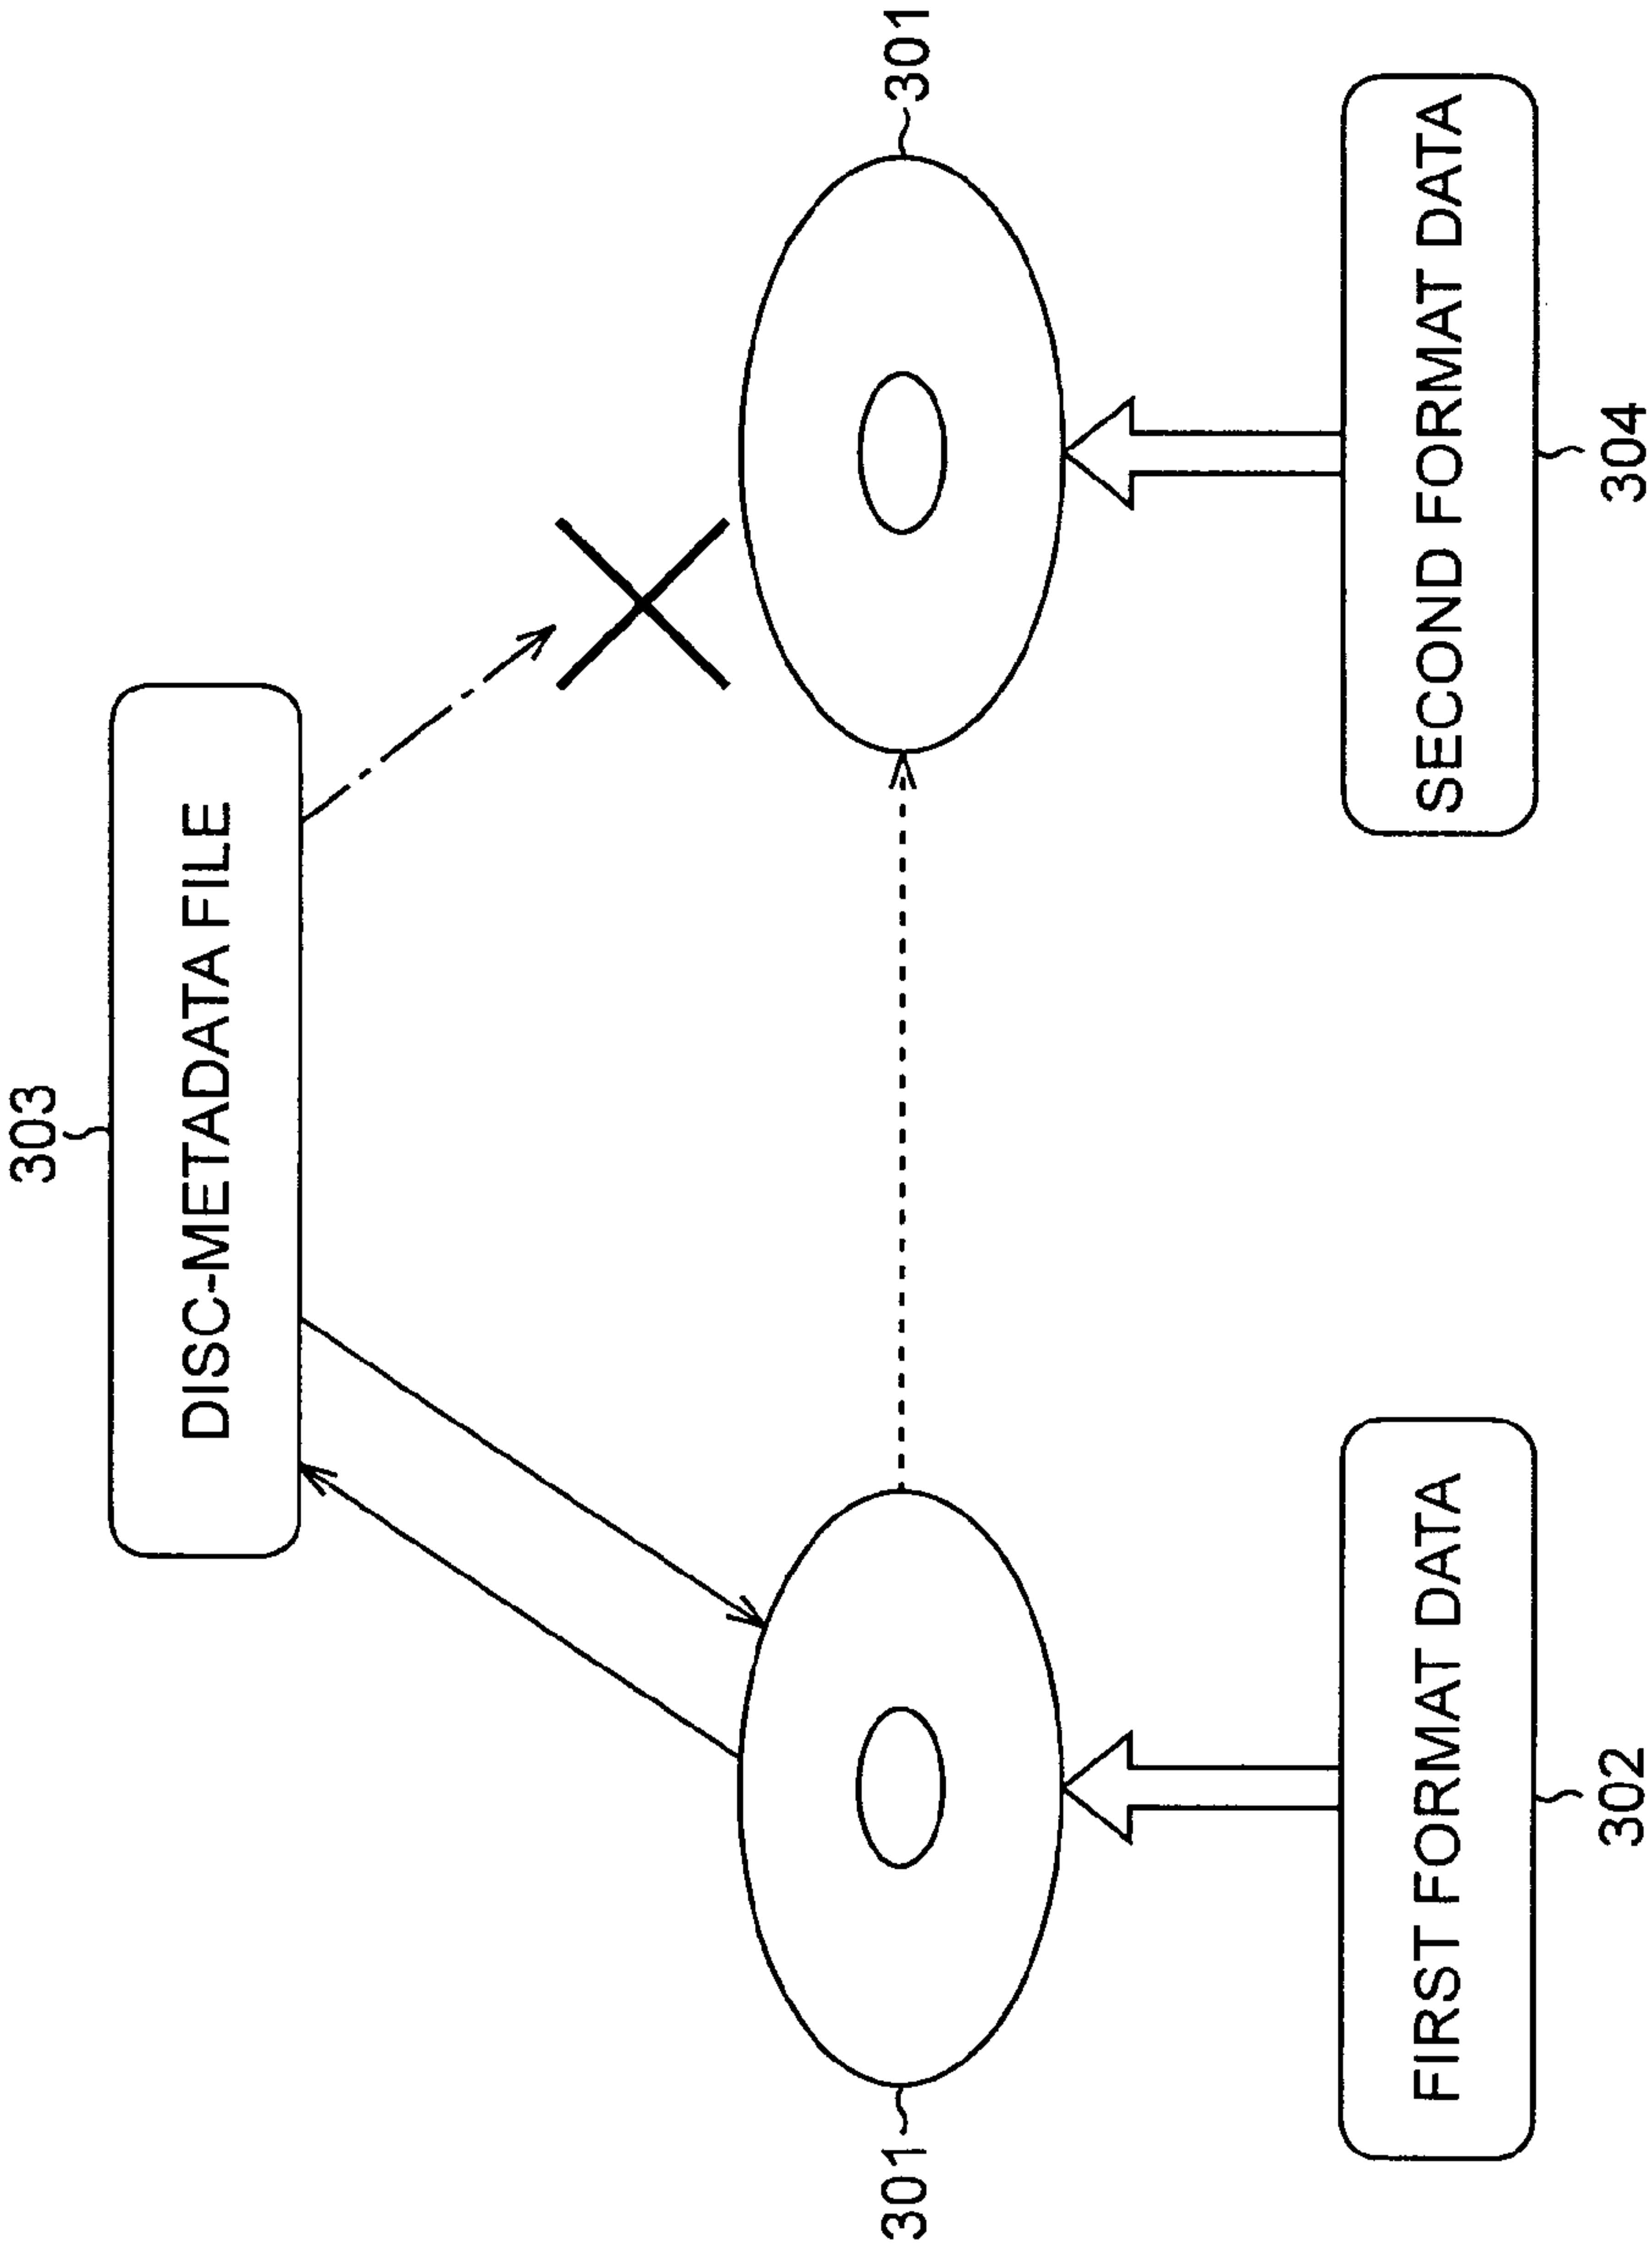 303
DISC-METADATA FILE
301
301
FIRST FORMAT DATA
SECOND FORMAT DATA
302
304